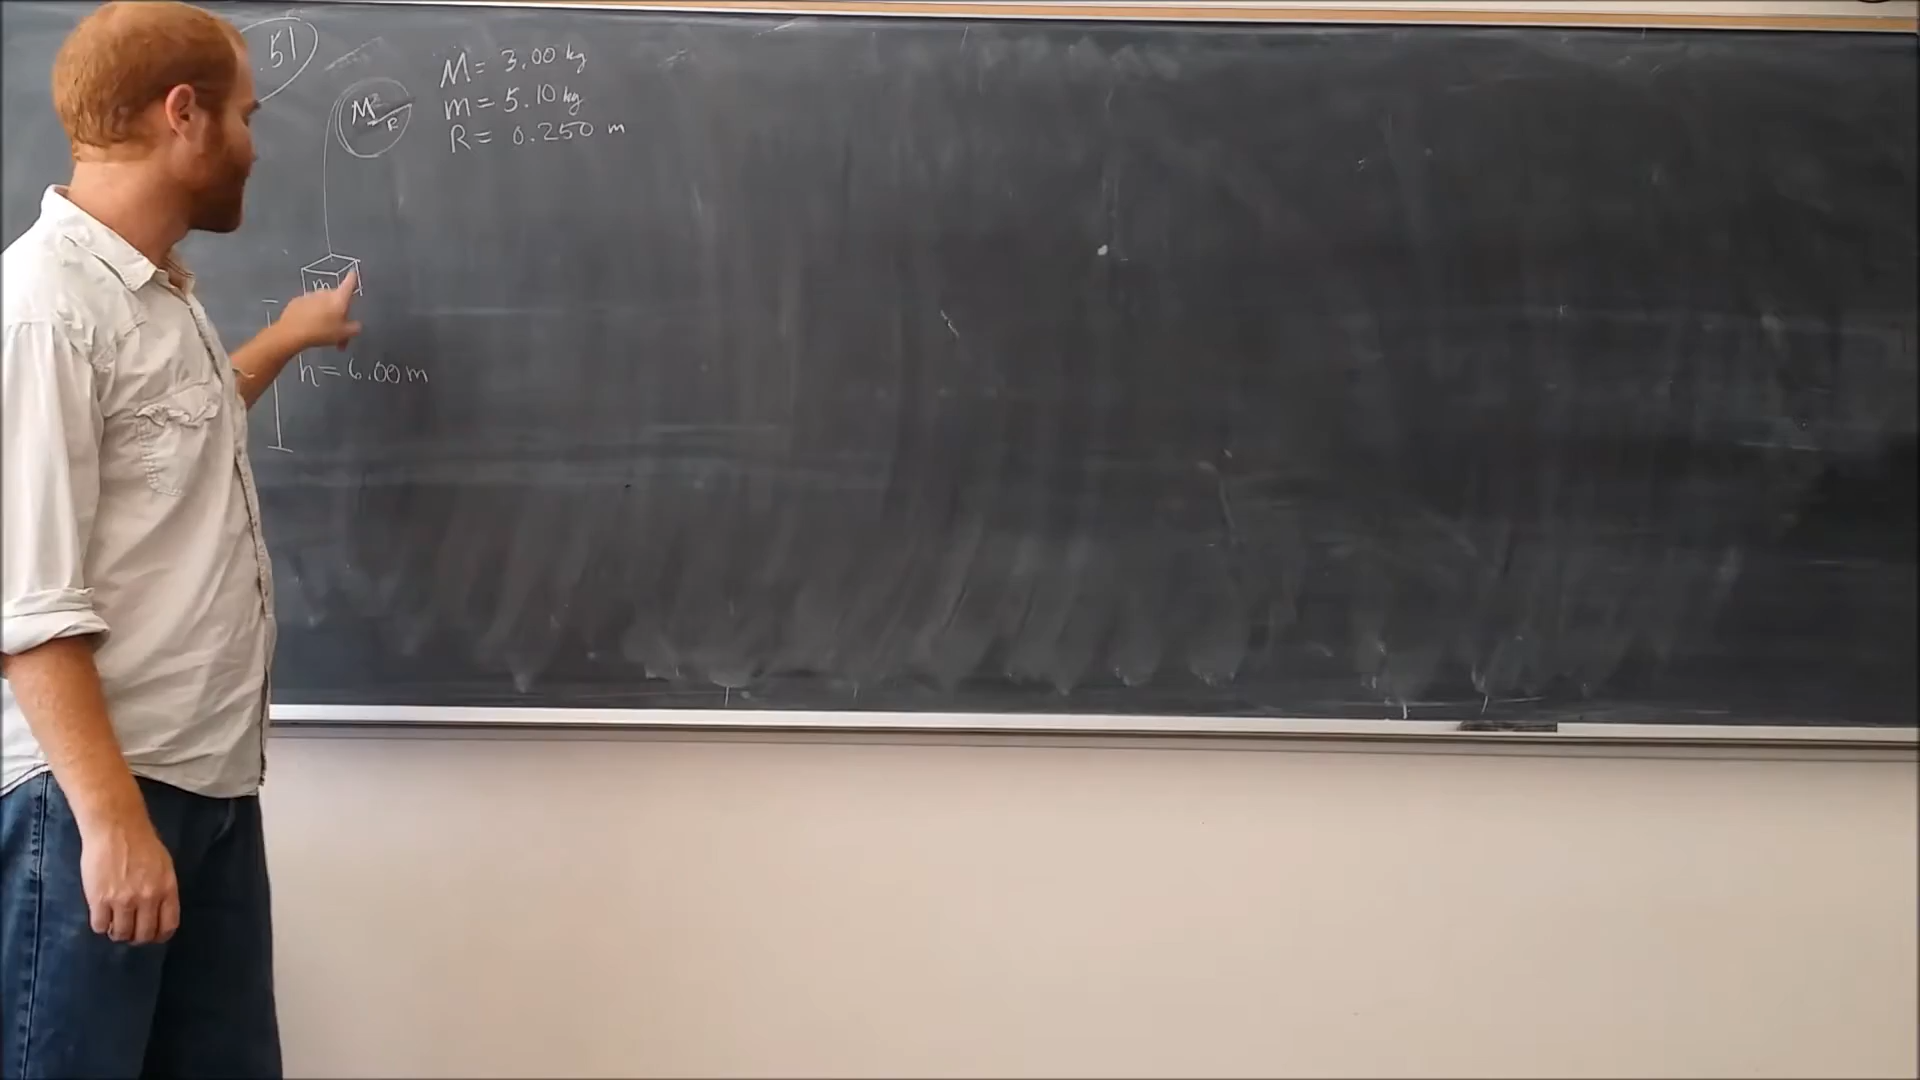 .51
M R
M = 3.00 kg
m = 5.10 kg
R = 0.250 m
m
h = 6.00 m